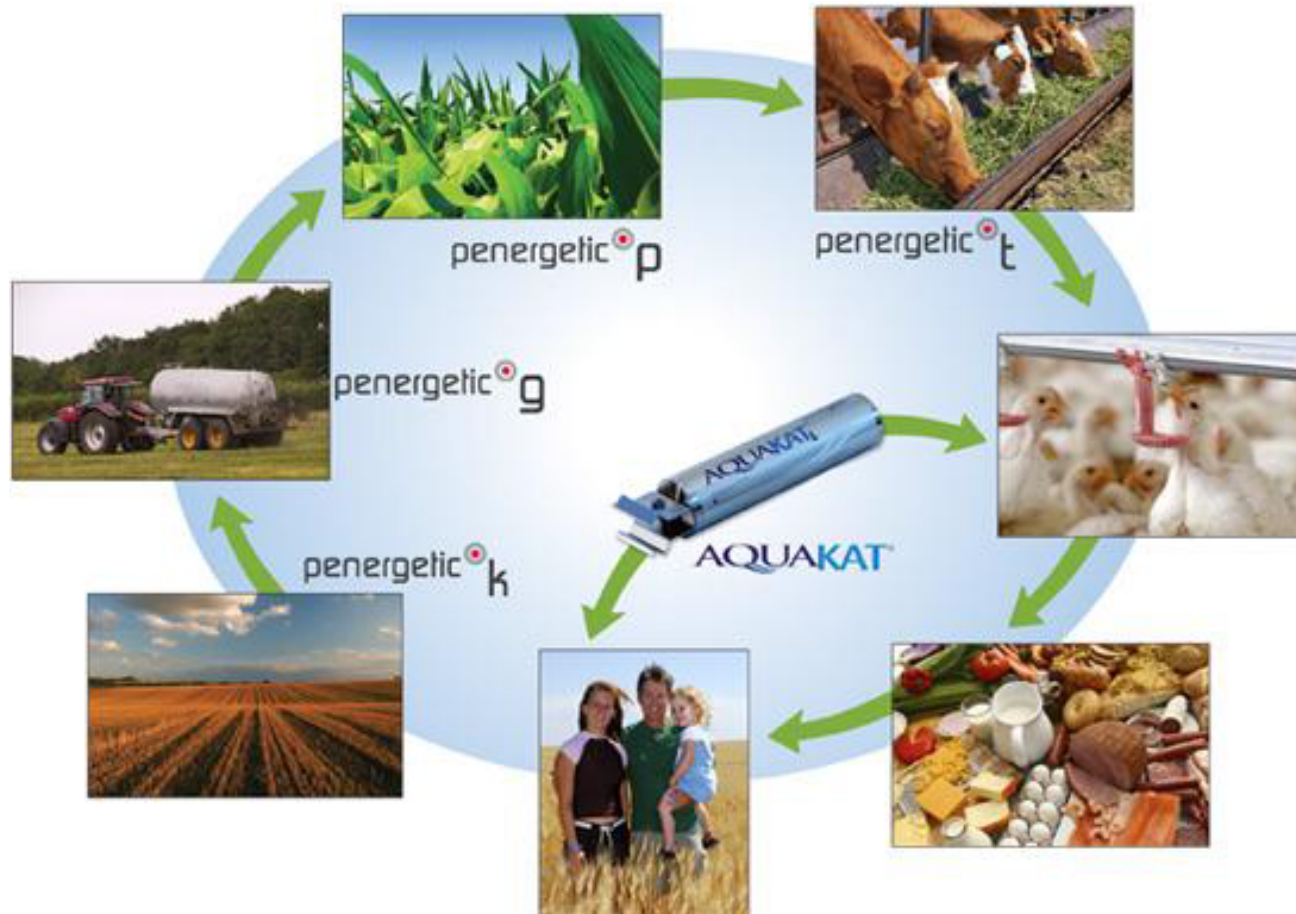 penergetic p
penergetic t
penergetic g
AQUAKAT
AQUAKAT®
penergetic k